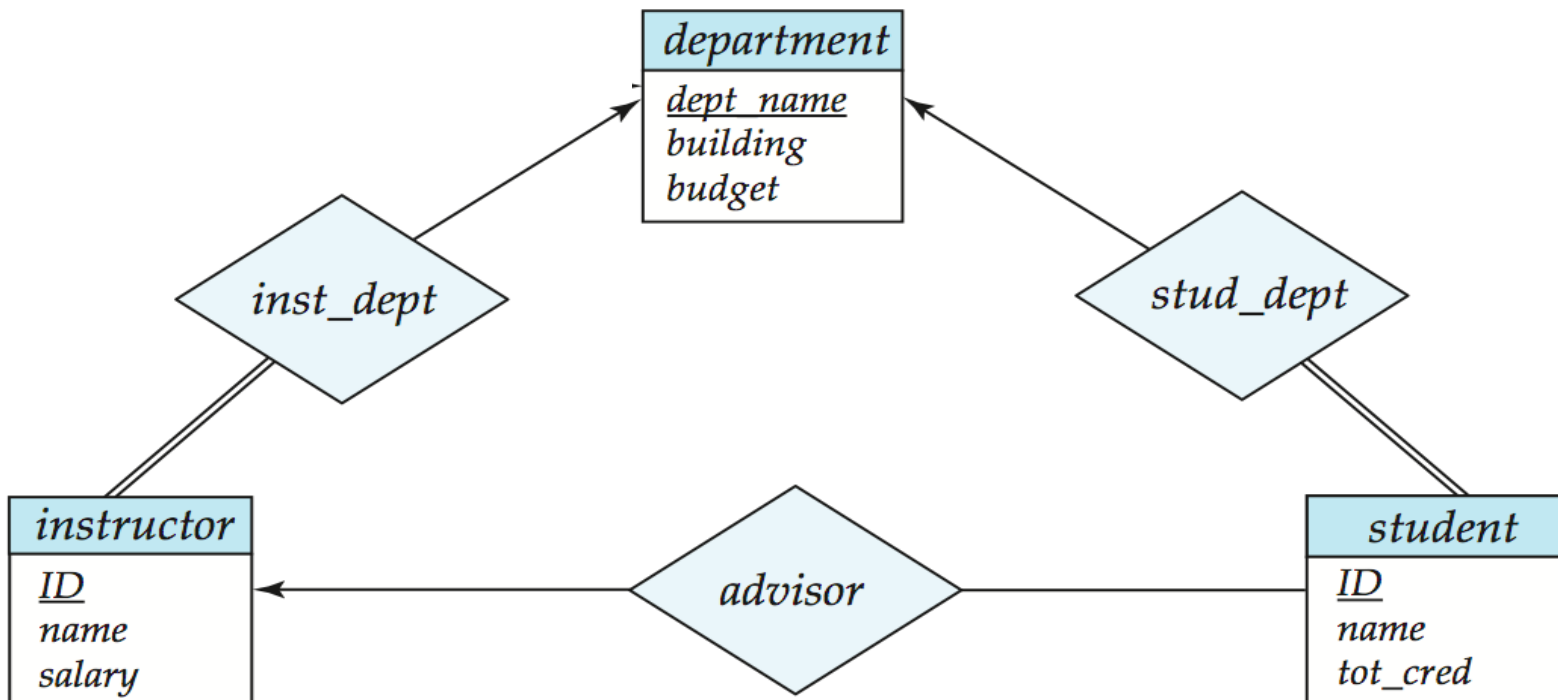 department
dept_name
building
budget
inst_dept
stud_dept
instructor
ID
name
salary
advisor
student
ID
name
tot_cred